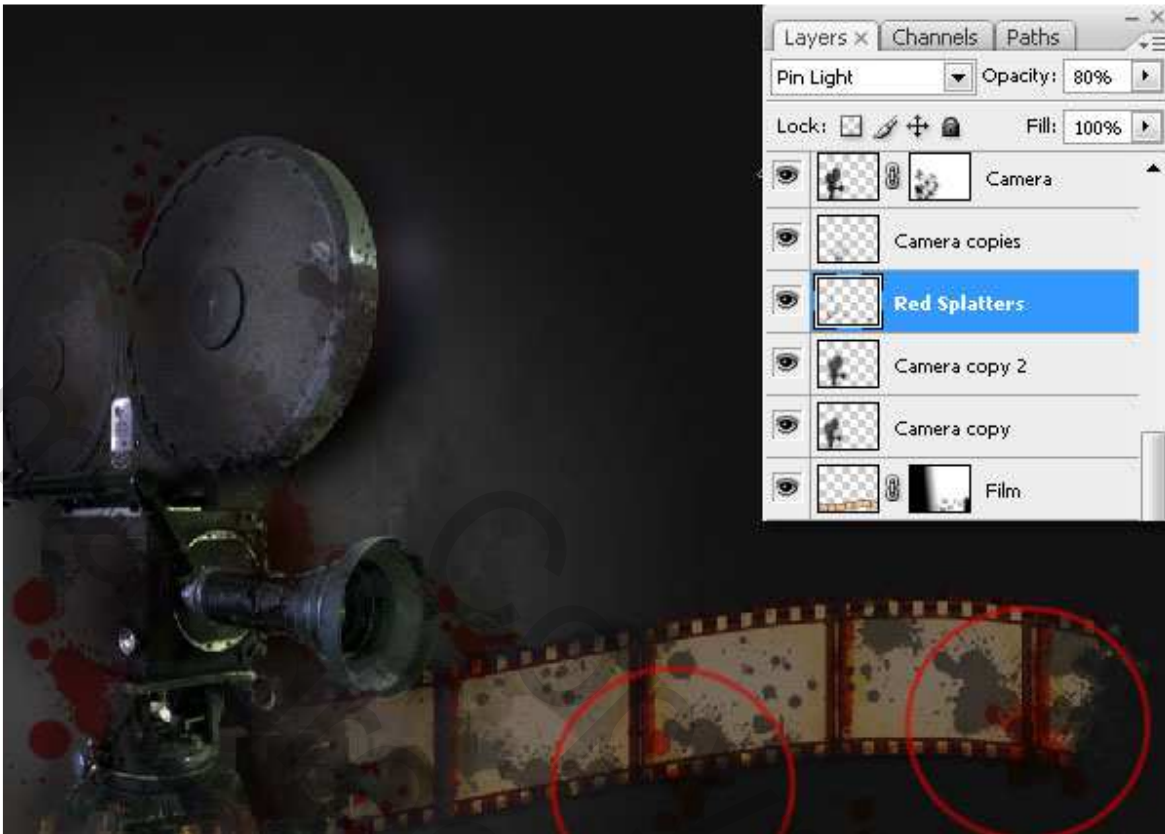 Layers × Channels Paths
Pin Light Opacity: 80%
Lock: Fill: 100%
Camera
Camera copies
Red Splatters
Camera copy 2
Camera copy
Film